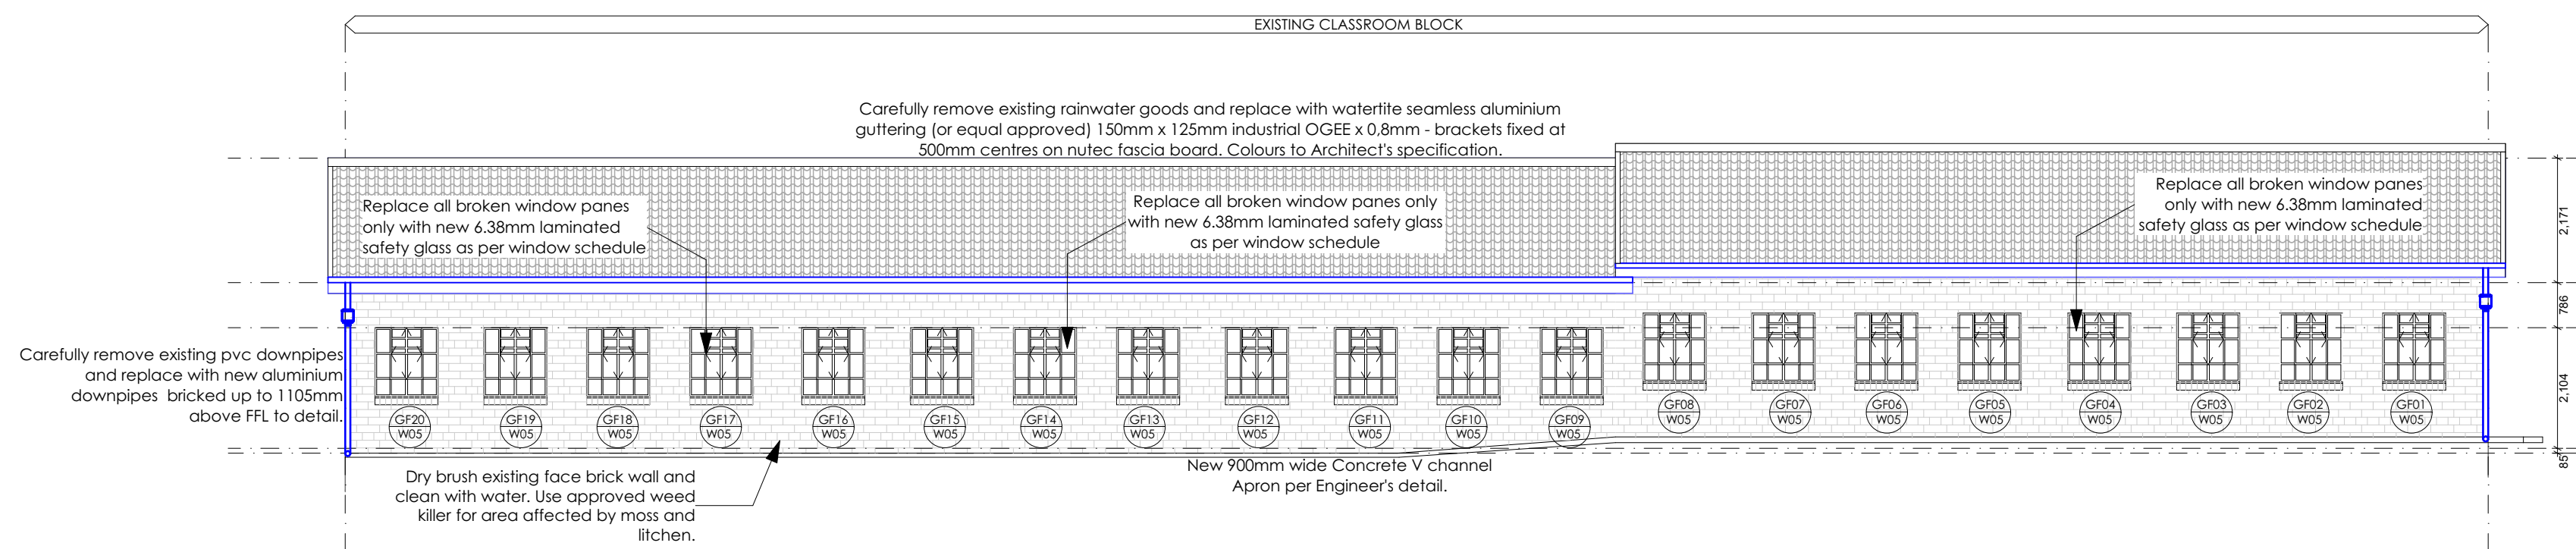 EXISTING CLASSROOM BLOCK
Carefully remove existing rainwater goods and replace with watertite seamless aluminium
guttering (or equal approved) 150mm x 125mm industrial OGEE x 0,8mm - brackets fixed at
500mm centres on nutec fascia board. Colours to Architect's specification.
Replace all broken window panes
only with new 6.38mm laminated
safety glass as per window schedule
Replace all broken window panes only
with new 6.38mm laminated safety glass
as per window schedule
Replace all broken window panes
only with new 6.38mm laminated
safety glass as per window schedule
2,171
786
2,104
85
Carefully remove existing pvc downpipes
and replace with new aluminium
downpipes bricked up to 1105mm
above FFL to detail.
GF20
W05
GF19
W05
GF18
W05
GF17
W05
GF16
W05
GF15
W05
GF14
W05
GF13
W05
GF12
W05
GF11
W05
GF10
W05
GF09
W05
GF08
W05
GF07
W05
GF06
W05
GF05
W05
GF04
W05
GF03
W05
GF02
W05
GF01
W05
Dry brush existing face brick wall and
clean with water. Use approved weed
killer for area affected by moss and
litchen.
New 900mm wide Concrete V channel
Apron per Engineer's detail.